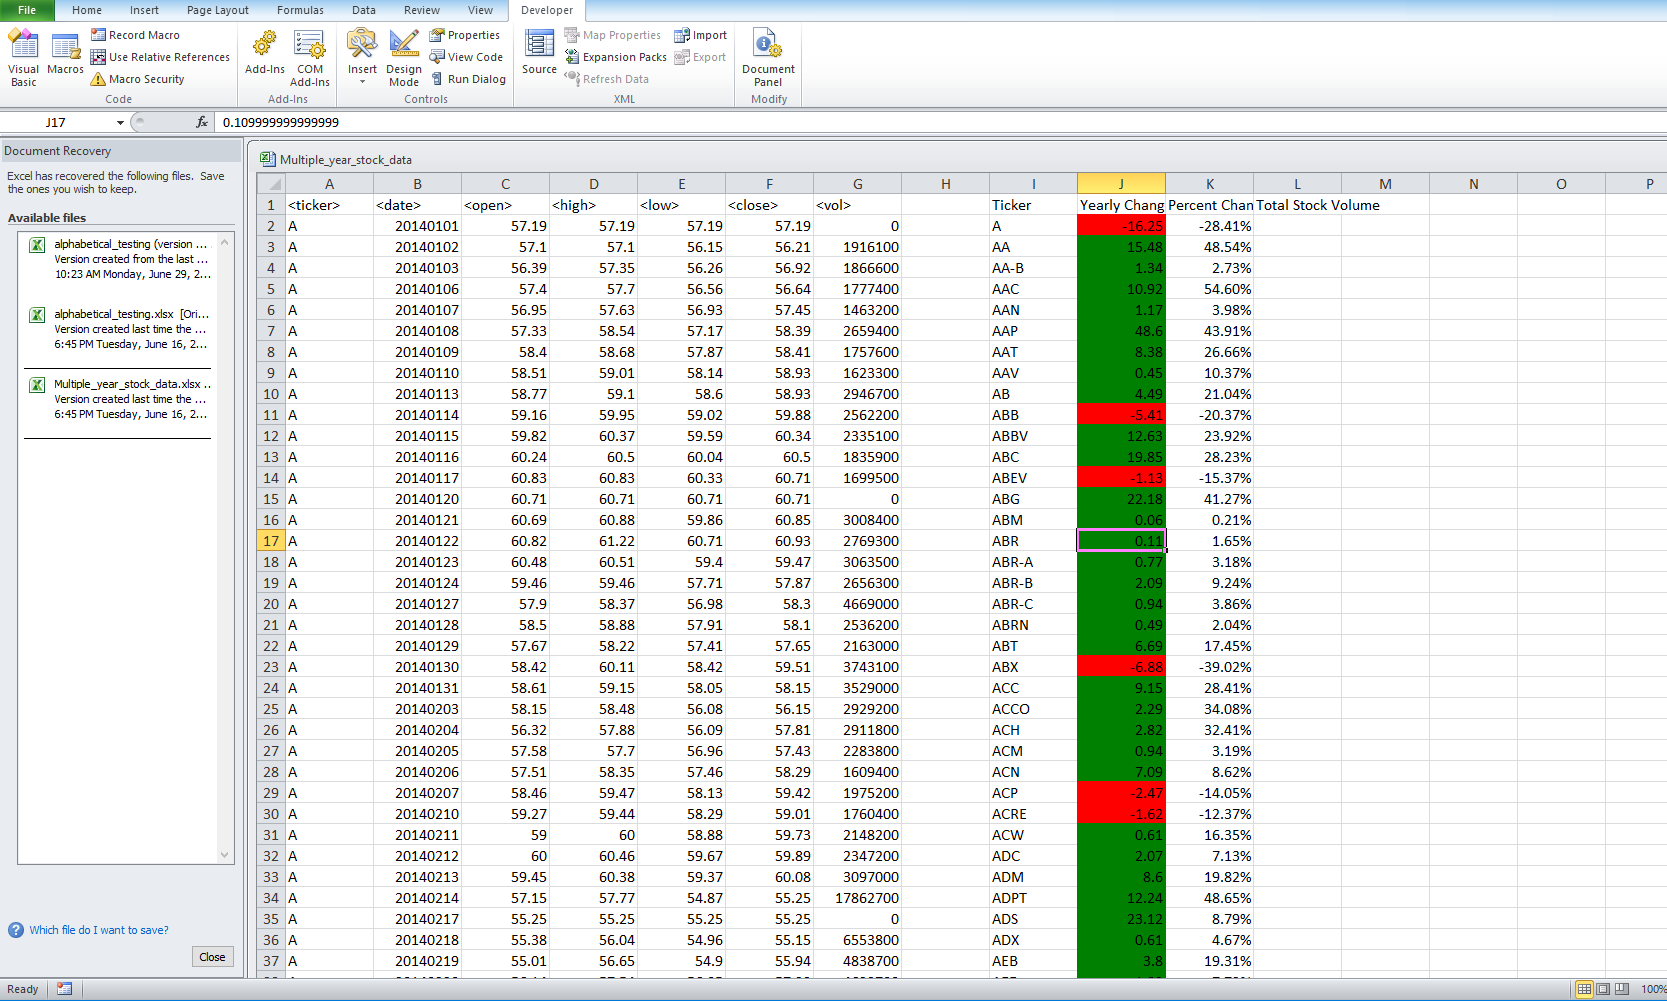 File Home Insert Page Layout Formulas Data Review View Developer
Visual Basic
Macros
Record Macro
Use Relative References
Macro Security
Code
Add-Ins
COM Add-Ins
Add-Ins
Insert
Design Mode
Properties
View Code
Run Dialog
Controls
Source
Map Properties
Expansion Packs
Refresh Data
Import
Export
XML
Document Panel
Modify
J17 fx 0.109999999999999
Document Recovery
Excel has recovered the following files. Save
the ones you wish to keep.
Available files
alphabetical_testing (version ...
Version created from the last ...
10:23 AM Monday, June 29, 2...
alphabetical_testing.xlsx [Ori...
Version created last time the ...
6:45 PM Tuesday, June 16, 2...
Multiple_year_stock_data.xlsx ..
Version created last time the ...
6:45 PM Tuesday, June 16, 2...
Which file do I want to save?
Close
Multiple_year_stock_data
A B C D E F G H I J K L M N O P
1 <ticker> <date> <open> <high> <low> <close> <vol> Ticker Yearly Chang Percent Chan Total Stock Volume
2 A 20140101 57.19 57.19 57.19 57.19 0 A -16.25 -28.41%
3 A 20140102 57.1 57.1 56.15 56.21 1916100 AA 15.48 48.54%
4 A 20140103 56.39 57.35 56.26 56.92 1866600 AA-B 1.34 2.73%
5 A 20140106 57.4 57.7 56.56 56.64 1777400 AAC 10.92 54.60%
6 A 20140107 56.95 57.63 56.93 57.45 1463200 AAN 1.17 3.98%
7 A 20140108 57.33 58.54 57.17 58.39 2659400 AAP 48.6 43.91%
8 A 20140109 58.4 58.68 57.87 58.41 1757600 AAT 8.38 26.66%
9 A 20140110 58.51 59.01 58.14 58.93 1623300 AAV 0.45 10.37%
10 A 20140113 58.77 59.1 58.6 58.93 2946700 AB 4.49 21.04%
11 A 20140114 59.16 59.95 59.02 59.88 2562200 ABB -5.41 -20.37%
12 A 20140115 59.82 60.37 59.59 60.34 2335100 ABBV 12.63 23.92%
13 A 20140116 60.24 60.5 60.04 60.5 1835900 ABC 19.85 28.23%
14 A 20140117 60.83 60.83 60.33 60.71 1699500 ABEV -1.13 -15.37%
15 A 20140120 60.71 60.71 60.71 60.71 0 ABG 22.18 41.27%
16 A 20140121 60.69 60.88 59.86 60.85 3008400 ABM 0.06 0.21%
17 A 20140122 60.82 61.22 60.71 60.93 2769300 ABR 0.11 1.65%
18 A 20140123 60.48 60.51 59.4 59.47 3063500 ABR-A 0.77 3.18%
19 A 20140124 59.46 59.46 57.71 57.87 2656300 ABR-B 2.09 9.24%
20 A 20140127 57.9 58.37 56.98 58.3 4669000 ABR-C 0.94 3.86%
21 A 20140128 58.5 58.88 57.91 58.1 2536200 ABRN 0.49 2.04%
22 A 20140129 57.67 58.22 57.41 57.65 2163000 ABT 6.69 17.45%
23 A 20140130 58.42 60.11 58.42 59.51 3743100 ABX -6.88 -39.02%
24 A 20140131 58.61 59.15 58.05 58.15 3529000 ACC 9.15 28.41%
25 A 20140203 58.15 58.48 56.08 56.15 2929200 ACCO 2.29 34.08%
26 A 20140204 56.32 57.88 56.09 57.81 2911800 ACH 2.82 32.41%
27 A 20140205 57.58 57.7 56.96 57.43 2283800 ACM 0.94 3.19%
28 A 20140206 57.51 58.35 57.46 58.29 1609400 ACN 7.09 8.62%
29 A 20140207 58.46 59.47 58.13 59.42 1975200 ACP -2.47 -14.05%
30 A 20140210 59.27 59.44 58.29 59.01 1760400 ACRE -1.62 -12.37%
31 A 20140211 59 60 58.88 59.73 2148200 ACW 0.61 16.35%
32 A 20140212 60 60.46 59.67 59.89 2347200 ADC 2.07 7.13%
33 A 20140213 59.45 60.38 59.37 60.08 3097000 ADM 8.6 19.82%
34 A 20140214 57.15 57.77 54.87 55.25 17862700 ADPT 12.24 48.65%
35 A 20140217 55.25 55.25 55.25 55.25 0 ADS 23.12 8.79%
36 A 20140218 55.38 56.04 54.96 55.15 6553800 ADX 0.61 4.67%
37 A 20140219 55.01 56.65 54.9 55.94 4838700 AEB 3.8 19.31%
Ready 100%